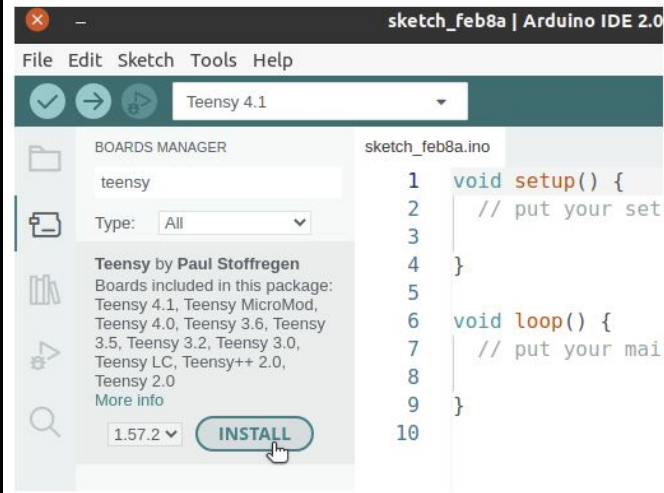 sketch_feb8a | Arduino IDE 2.0
File Edit Sketch Tools Help
Teensy 4.1
BOARDS MANAGER
teensy
Type: All
Teensy by Paul Stoffregen
Boards included in this package:
Teensy 4.1, Teensy MicroMod,
Teensy 4.0, Teensy 3.6, Teensy
3.5, Teensy 3.2, Teensy 3.0,
Teensy LC, Teensy++ 2.0,
Teensy 2.0
More info
1.57.2 INSTALL
sketch_feb8a.ino
1 void setup() {
2 // put your set
3
4 }
5
6 void loop() {
7 // put your mai
8
9 }
10